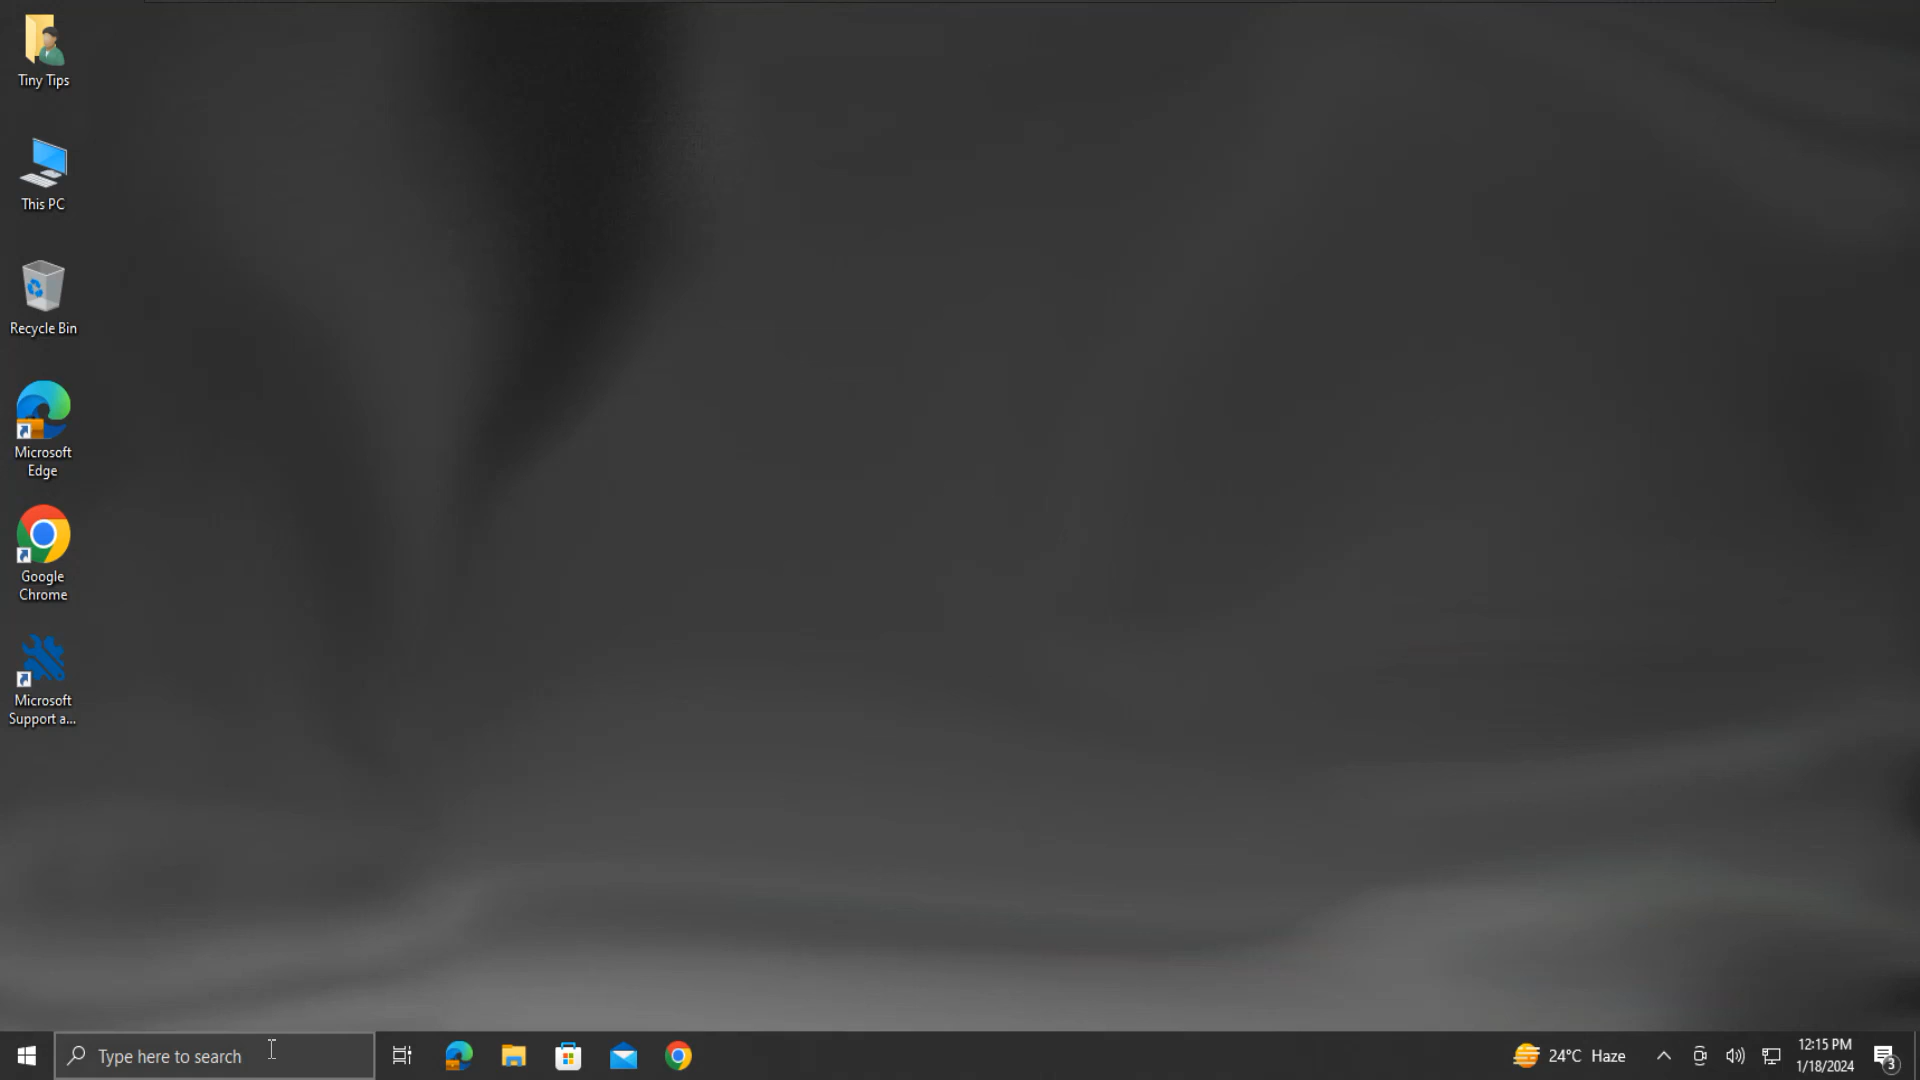 Tiny Tips
This PC
Recycle Bin
Microsoft
Edge
Google
Chrome
Microsoft
Support a...
Type here to search
24°C Haze
12:15 PM
1/18/2024
3